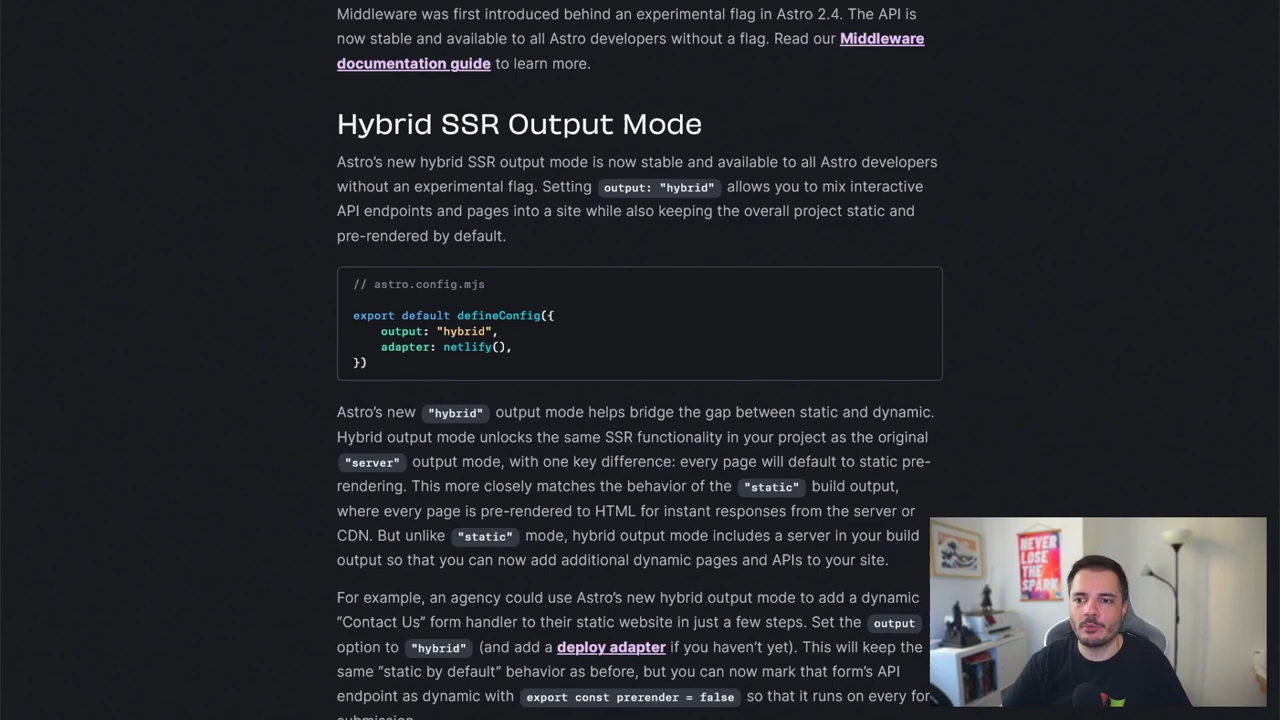 Middleware was first introduced behind an experimental flag in Astro 2.4. The API is
now stable and available to all Astro developers without a flag. Read our Middleware
documentation guide to learn more.
Hybrid SSR Output Mode
Astro’s new hybrid SSR output mode is now stable and available to all Astro developers
without an experimental flag. Setting output: "hybrid" allows you to mix interactive
API endpoints and pages into a site while also keeping the overall project static and
pre-rendered by default.
// astro.config.mjs
export default defineConfig({
output: "hybrid",
adapter: netlify(),
})
Astro’s new "hybrid" output mode helps bridge the gap between static and dynamic.
Hybrid output mode unlocks the same SSR functionality in your project as the original
"server" output mode, with one key difference: every page will default to static pre-
rendering. This more closely matches the behavior of the "static" build output,
where every page is pre-rendered to HTML for instant responses from the server or
CDN. But unlike "static" mode, hybrid output mode includes a server in your build
output so that you can now add additional dynamic pages and APIs to your site.
For example, an agency could use Astro’s new hybrid output mode to add a dynamic
“Contact Us” form handler to their static website in just a few steps. Set the output
option to "hybrid" (and add a deploy adapter if you haven’t yet). This will keep the
same “static by default” behavior as before, but you can now mark that form’s API
endpoint as dynamic with export const prerender = false so that it runs on every for
submission.
NEVER
LOSE
THE
SPARK